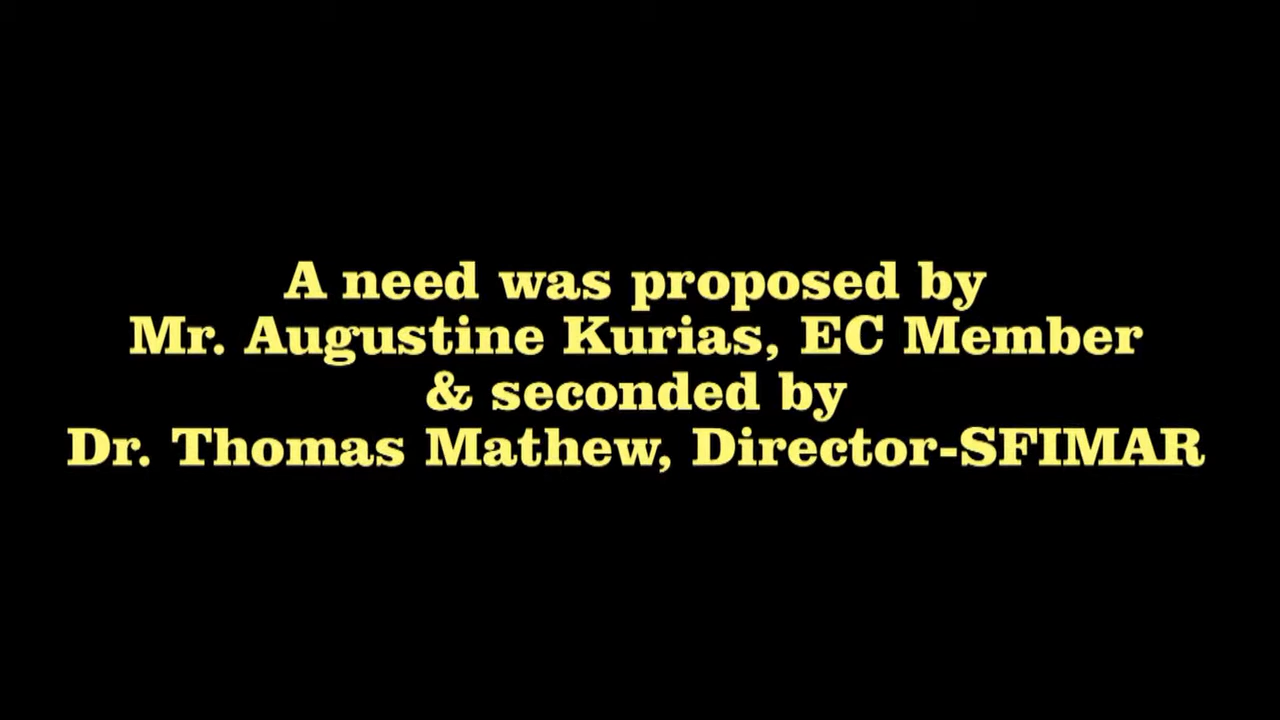 A need was proposed by
Mr. Augustine Kurias, EC Member
& seconded by
Dr. Thomas Mathew, Director-SFIMAR